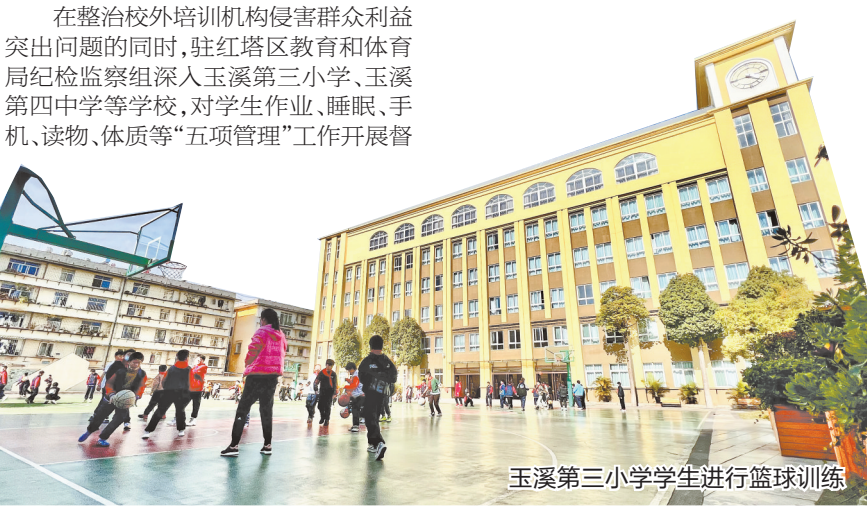 在整治校外培训机构侵害群众利益
突出问题的同时,驻红塔区教育和体育
局纪检监察组深入玉溪第三小学、玉溪
第四中学等学校,对学生作业、睡眠、手
机、读物、体质等“五项管理”工作开展督
玉溪第三小学学生进行篮球训练